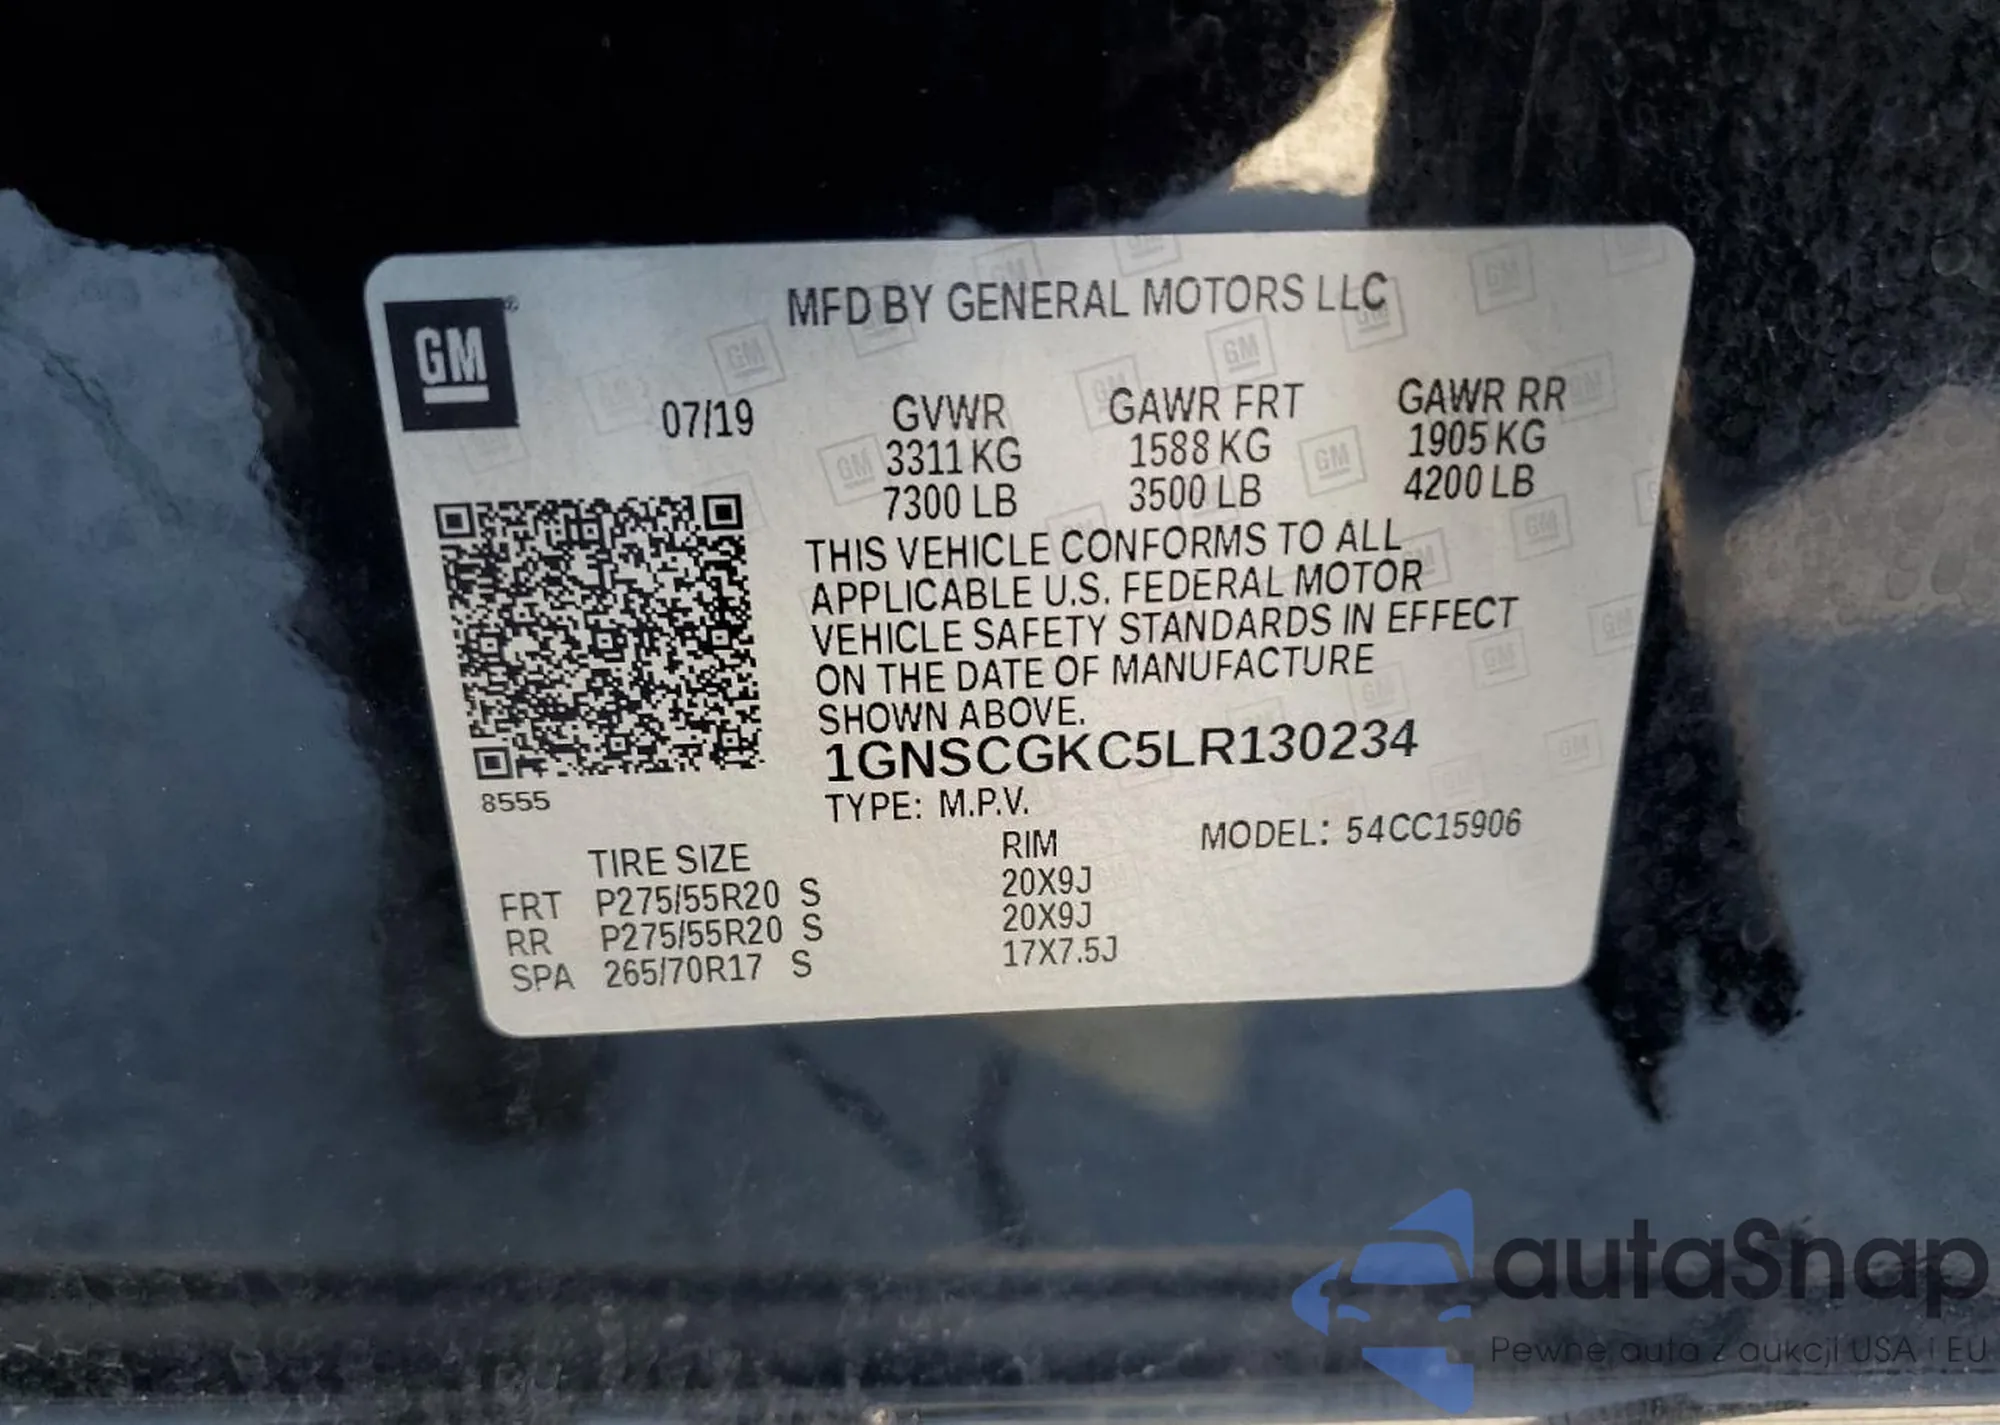 MFD BY GENERAL MOTORS LLC
GM ®
07/19 GVWR GAWR FRT GAWR RR
3311 KG 1588 KG 1905 KG
7300 LB 3500 LB 4200 LB
THIS VEHICLE CONFORMS TO ALL
APPLICABLE U.S. FEDERAL MOTOR
VEHICLE SAFETY STANDARDS IN EFFECT
ON THE DATE OF MANUFACTURE
SHOWN ABOVE.
1GNSCGKC5LR130234
8555
TYPE: M.P.V.
MODEL: 54CC15906
TIRE SIZE RIM
FRT P275/55R20 S 20X9J
RR P275/55R20 S 20X9J
SPA 265/70R17 S 17X7.5J
autaSnap
Pewne auta z aukcji USA i EU